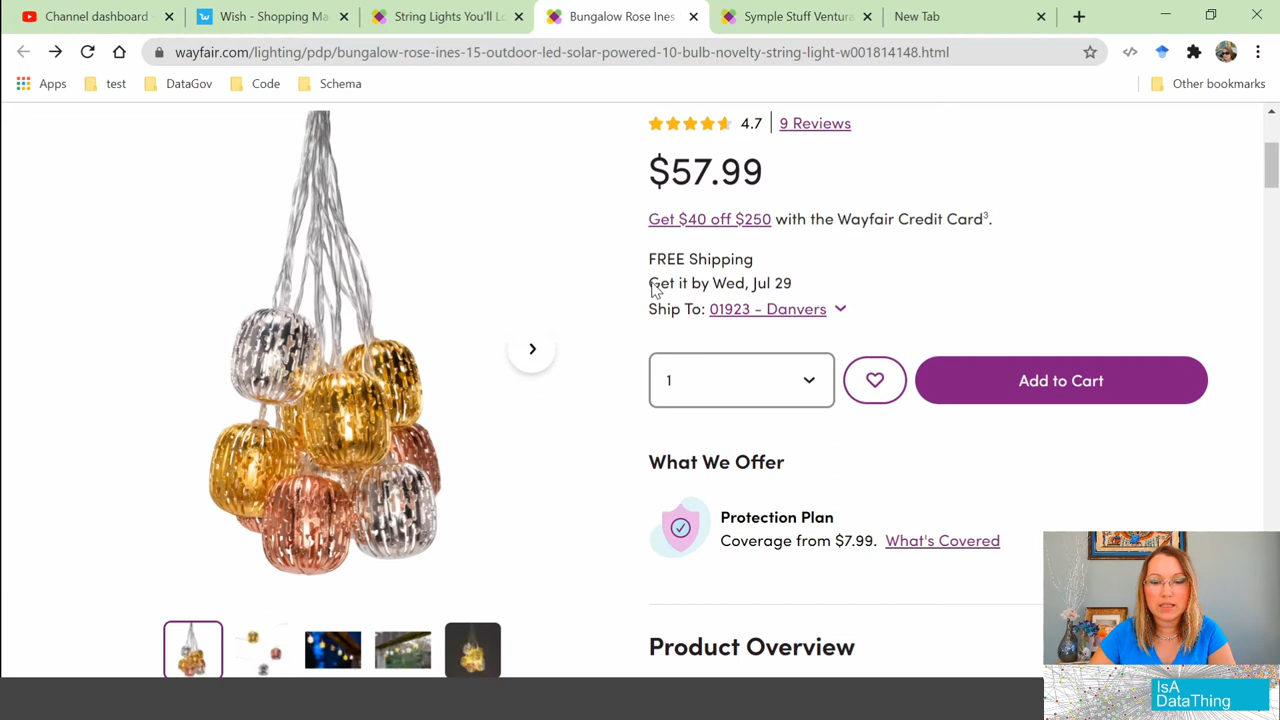 Channel dashboard -
Wish - Shopping Ma
String Lights You'll Lo
Bungalow Rose Ines
Symple Stuff Ventura
New Tab
wayfair.com/lighting/pdp/bungalow-rose-ines-15-outdoor-led-solar-powered-10-bulb-novelty-string-light-w001814148.html
Apps
test
DataGov
Code
Schema
Other bookmarks
4.7
9 Reviews
$57.99
Get $40 off $250 with the Wayfair Credit Card3.
FREE Shipping
Get it by Wed, Jul 29
Ship To: 01923 - Danvers
1
Add to Cart
What We Offer
Protection Plan
Coverage from $7.99. What's Covered
Product Overview
IsA
DataThing